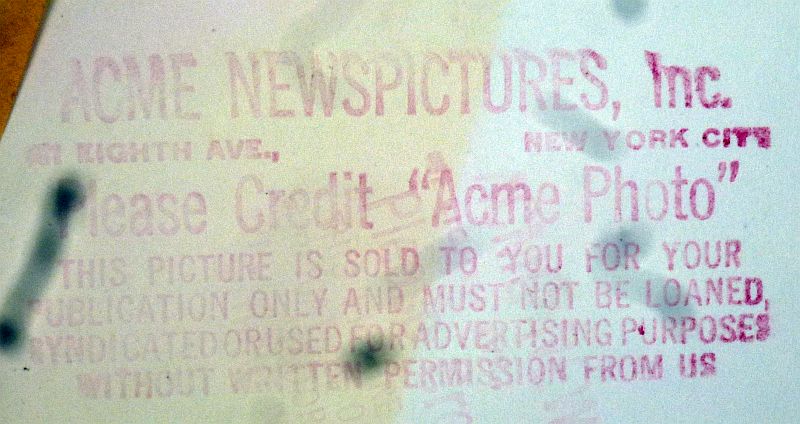 ACME NEWSPICTURES, Inc.
EIGHTH AVE., NEW YORK CITY
Please Credit "Acme Photo"
THIS PICTURE IS SOLD TO YOU FOR YOUR
PUBLICATION ONLY AND MUST NOT BE LOANED,
SYNDICATED OR USED FOR ADVERTISING PURPOSES
WITHOUT WRITTEN PERMISSION FROM US